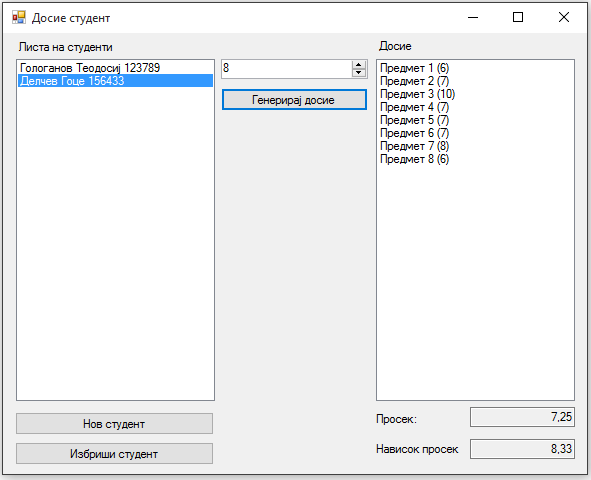 Досие студент
Листа на студенти
Гологанов Теодосиј 123789
Делчев Гоце 156433
8
Генерирај досие
Досие
Предмет 1 (6)
Предмет 2 (7)
Предмет 3 (10)
Предмет 4 (7)
Предмет 5 (7)
Предмет 6 (7)
Предмет 7 (8)
Предмет 8 (6)
Нов студент
Избриши студент
Просек:
7,25
Нависок просек
8,33